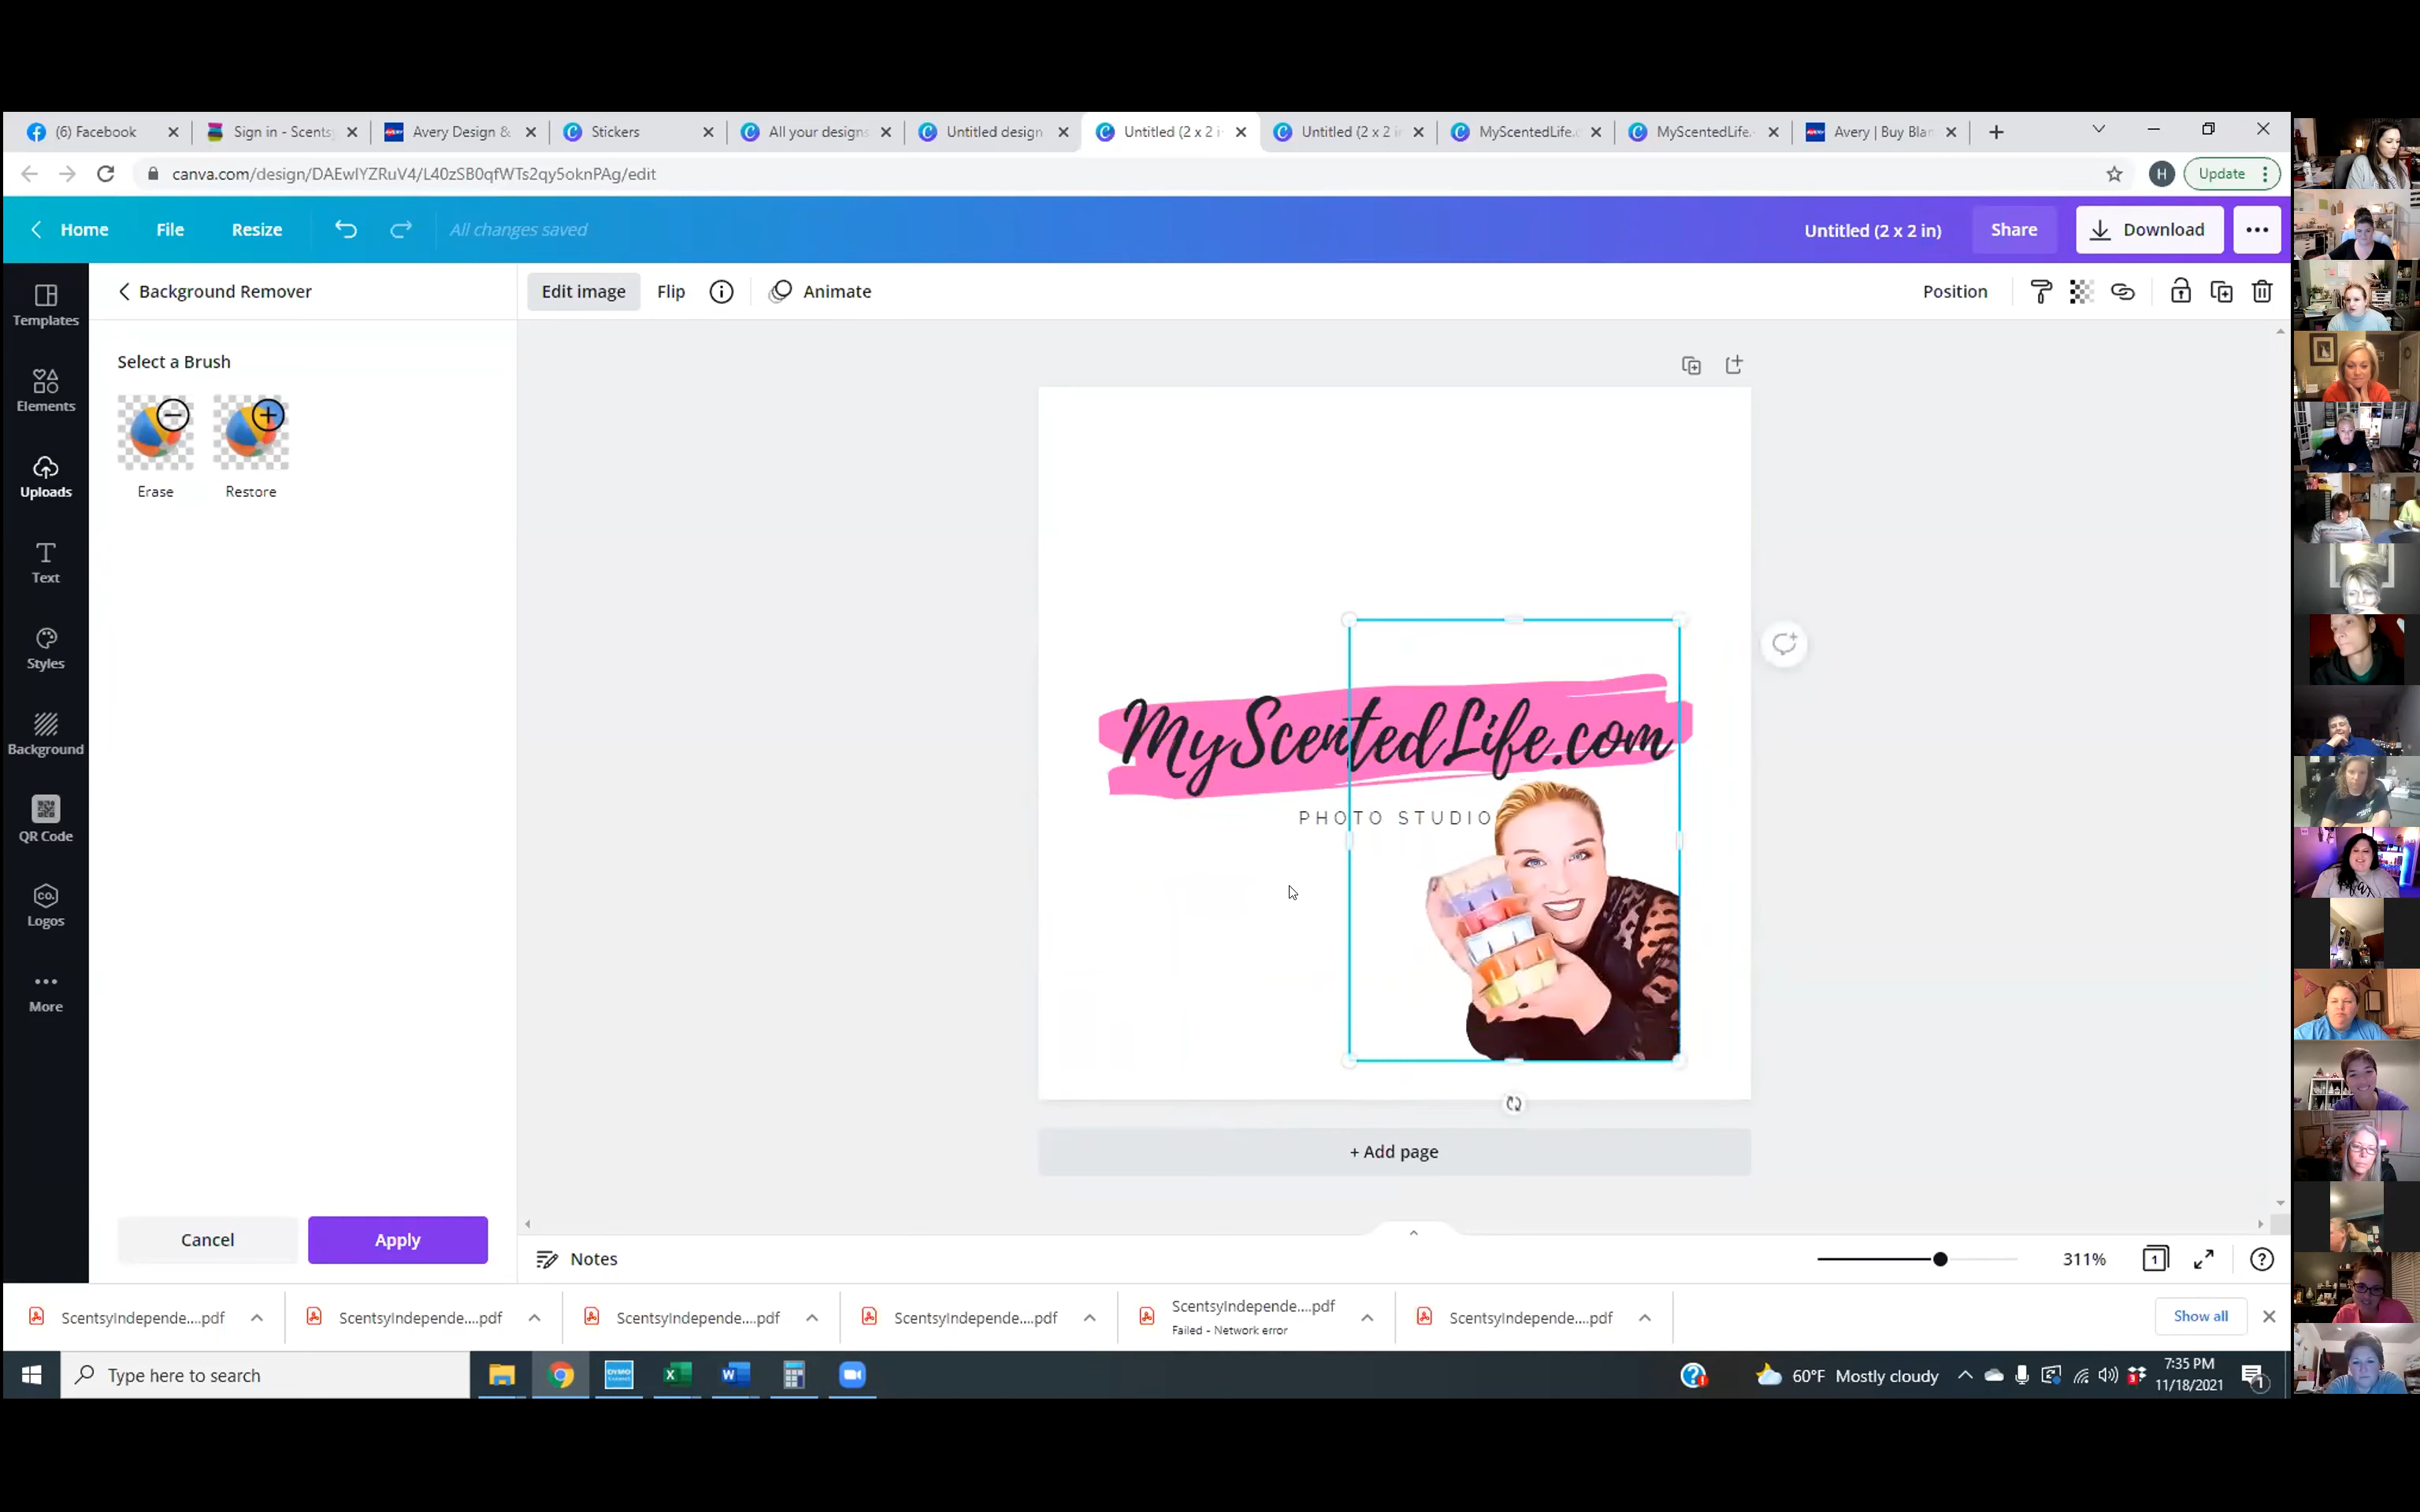 (6) Facebook
Sign in - Scents
Avery Design &
Stickers
All your designs
Untitled design
Untitled (2 x 2 i
Untitled (2 x 2 in
MyScentedLife.c
MyScentedLife.
Avery | Buy Blan
canva.com/design/DAEwIYZRuV4/L40zSB0qfWTs2qy5oknPAg/edit
H
Update
Home
File
Resize
All changes saved
Untitled (2 x 2 in)
Share
Download
Templates
Elements
Uploads
Text
Styles
Background
QR Code
CO.
Logos
More
Background Remover
Select a Brush
Erase
Restore
Cancel
Apply
Edit image
Flip
Animate
Position
MyScentedLife.com
PHOTO STUDIO
+ Add page
Notes
311%
1
ScentsyIndepende....pdf
ScentsyIndepende....pdf
ScentsyIndepende....pdf
ScentsyIndepende....pdf
ScentsyIndepende....pdf
Failed - Network error
ScentsyIndepende....pdf
Show all
Type here to search
60°F Mostly cloudy
7:35 PM
11/18/2021
1